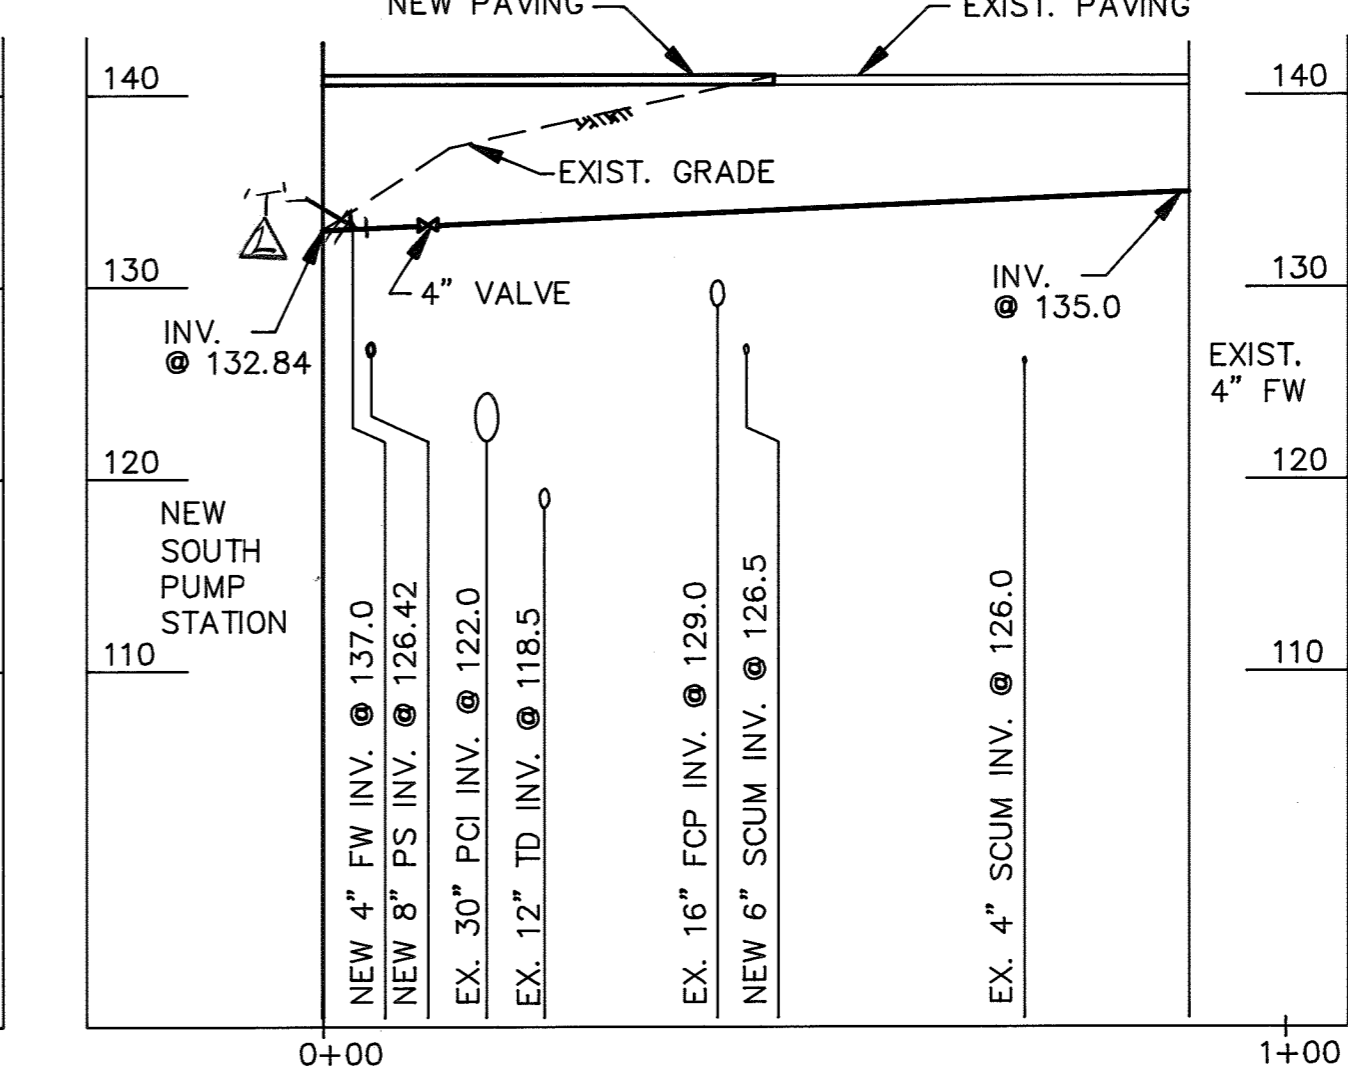 NEW PAVING
EXIST. PAVING
140
140
EXIST. GRADE
130
4" VALVE
INV.
@ 135.0
130
INV.
@ 132.84
EXIST.
4" FW
120
120
NEW
SOUTH
PUMP
STATION
110
110
NEW 4" FW INV. @ 137.0
NEW 8" PS INV. @ 126.42
EX. 30" PCI INV. @ 122.0
EX. 12" TD INV. @ 118.5
EX. 16" FCP INV. @ 129.0
NEW 6" SCUM INV. @ 126.5
EX. 4" SCUM INV. @ 126.0
0+00
1+00